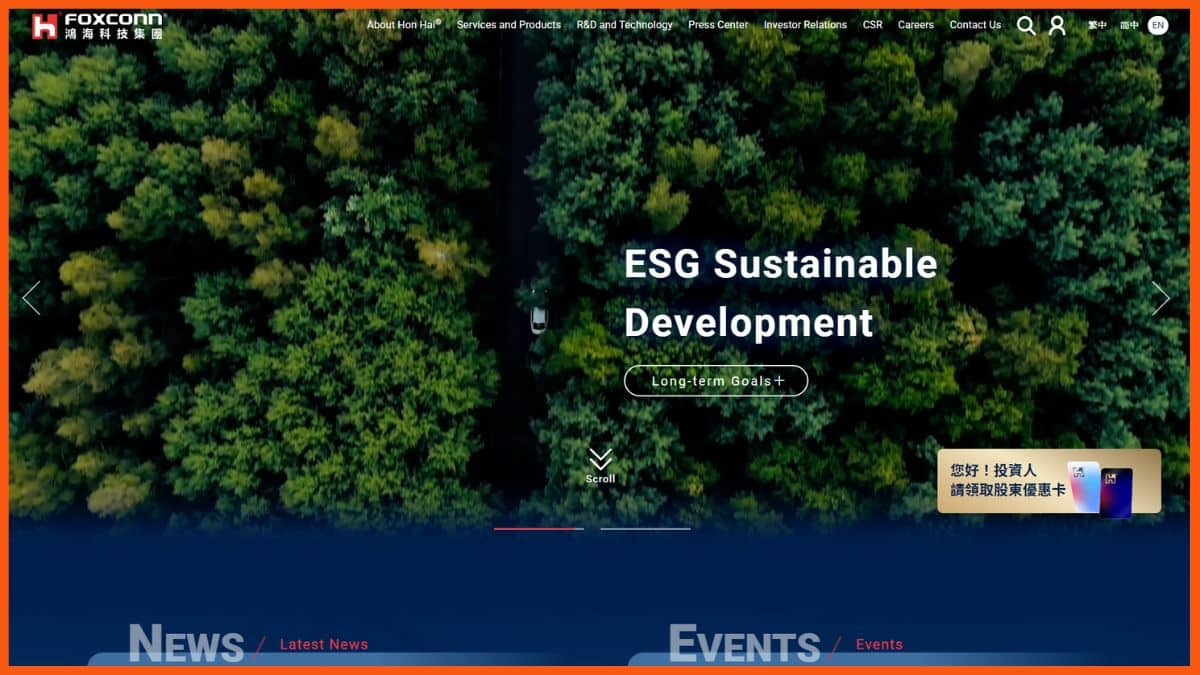 FOXCONN
鴻海科技集團
About Hon Hai® Services and Products R&D and Technology Press Center Investor Relations CSR Careers Contact Us 繁中 简中 EN
ESG Sustainable
Development
Long-term Goals+
Scroll
您好！投資人
請領取股東優惠卡
NEWS / Latest News
EVENTS / Events